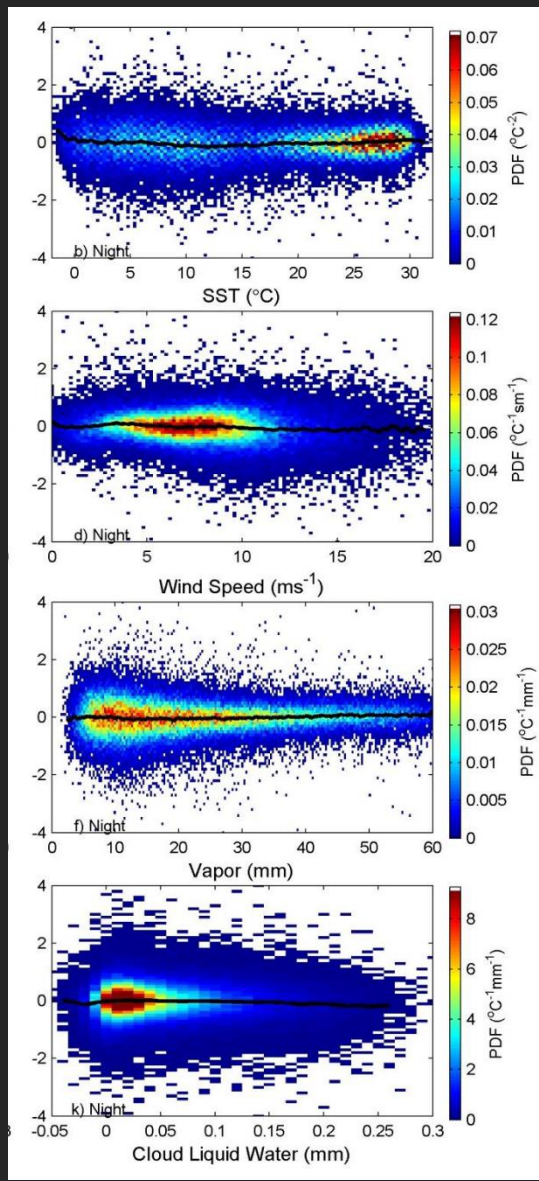 4
2
0
-2
-4
b) Night
0 5 10 15 20 25 30
SST (°C)
0.07
0.06
0.05
0.04
0.03
0.02
0.01
0
PDF (°C⁻²)
4
2
0
-2
-4
d) Night
0 5 10 15 20
Wind Speed (ms⁻¹)
0.12
0.1
0.08
0.06
0.04
0.02
0
PDF (°C⁻¹sm⁻¹)
4
2
0
-2
-4
f) Night
0 10 20 30 40 50 60
Vapor (mm)
0.03
0.025
0.02
0.015
0.01
0.005
0
PDF (°C⁻¹mm⁻¹)
4
2
0
-2
-4
k) Night
-0.05 0 0.05 0.1 0.15 0.2 0.25 0.3
Cloud Liquid Water (mm)
8
6
4
2
0
PDF (°C⁻¹mm⁻¹)